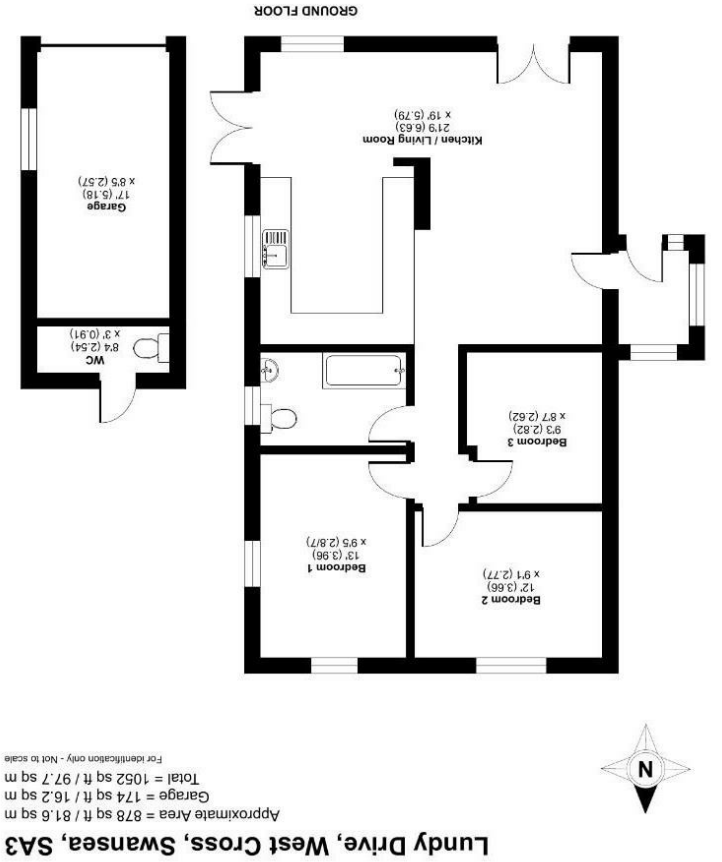 Lundy Drive, West Cross, Swansea, SA3
Approximate Area = 878 sq ft / 81.6 sq m
Garage = 174 sq ft / 16.2 sq m
Total = 1052 sq ft / 97.7 sq m
For identification only - Not to scale
N
Bedroom 2
12' (3.66)
x 9'1 (2.77)
Bedroom 1
13' (3.96)
x 9'5 (2.8/7)
Bedroom 3
9'3 (2.82)
x 8'7 (2.62)
WC
8'4 (2.54)
x 3' (0.91)
Garage
17' (5.18)
x 8'5 (2.57)
Kitchen / Living Room
21'9 (6.63)
x 19' (5.79)
GROUND FLOOR